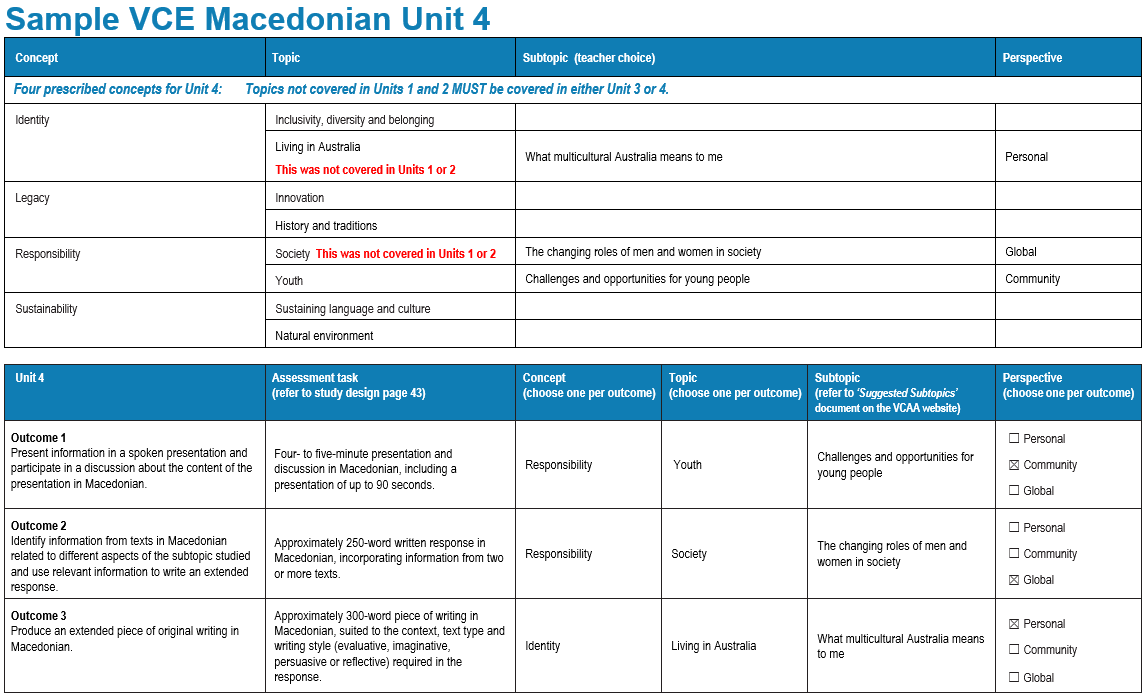 Sample VCE Macedonian Unit 4
Concept Topic Subtopic (teacher choice) Perspective
Four prescribed concepts for Unit 4: Topics not covered in Units 1 and 2 MUST be covered in either Unit 3 or 4.
Identity Inclusivity, diversity and belonging
Living in Australia
This was not covered in Units 1 or 2
What multicultural Australia means to me Personal
Legacy Innovation
History and traditions
Responsibility Society This was not covered in Units 1 or 2 The changing roles of men and women in society Global
Youth Challenges and opportunities for young people Community
Sustainability Sustaining language and culture
Natural environment
Unit 4
Assessment task
(refer to study design page 43)
Concept
(choose one per outcome)
Topic
(choose one per outcome)
Subtopic
(refer to 'Suggested Subtopics'
document on the VCAA website)
Perspective
(choose one per outcome)
Outcome 1
Present information in a spoken presentation and
participate in a discussion about the content of the
presentation in Macedonian.
Four- to five-minute presentation and
discussion in Macedonian, including a
presentation of up to 90 seconds.
Responsibility
Youth
Challenges and opportunities for
young people
☐ Personal
☒ Community
☐ Global
Outcome 2
Identify information from texts in Macedonian
related to different aspects of the subtopic studied
and use relevant information to write an extended
response.
Approximately 250-word written response in
Macedonian, incorporating information from two
or more texts.
Responsibility
Society
The changing roles of men and
women in society
☐ Personal
☐ Community
☒ Global
Outcome 3
Produce an extended piece of original writing in
Macedonian.
Approximately 300-word piece of writing in
Macedonian, suited to the context, text type and
writing style (evaluative, imaginative,
persuasive or reflective) required in the
response.
Identity
Living in Australia
What multicultural Australia means
to me
☒ Personal
☐ Community
☐ Global